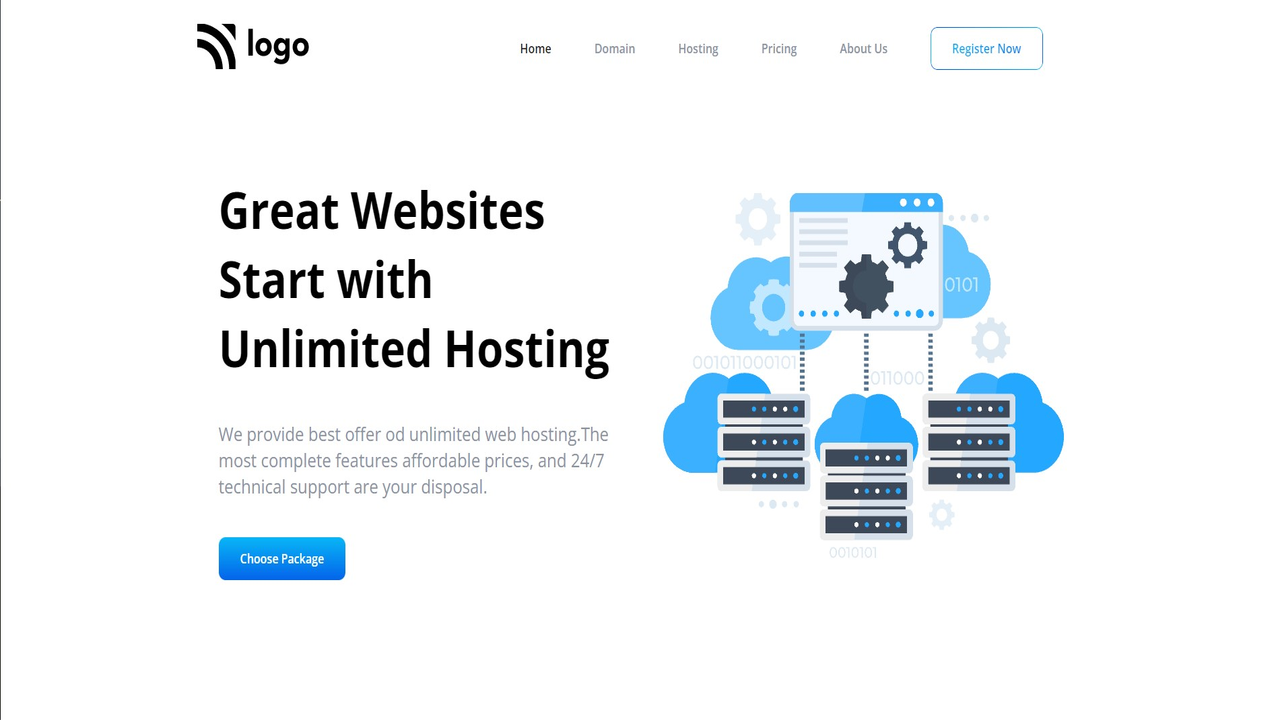 logo
Home
Domain
Hosting
Pricing
About Us
Register Now
Great Websites
Start with
Unlimited Hosting
We provide best offer od unlimited web hosting.The
most complete features affordable prices, and 24/7
technical support are your disposal.
Choose Package
0101
001011000101
011000
0010101